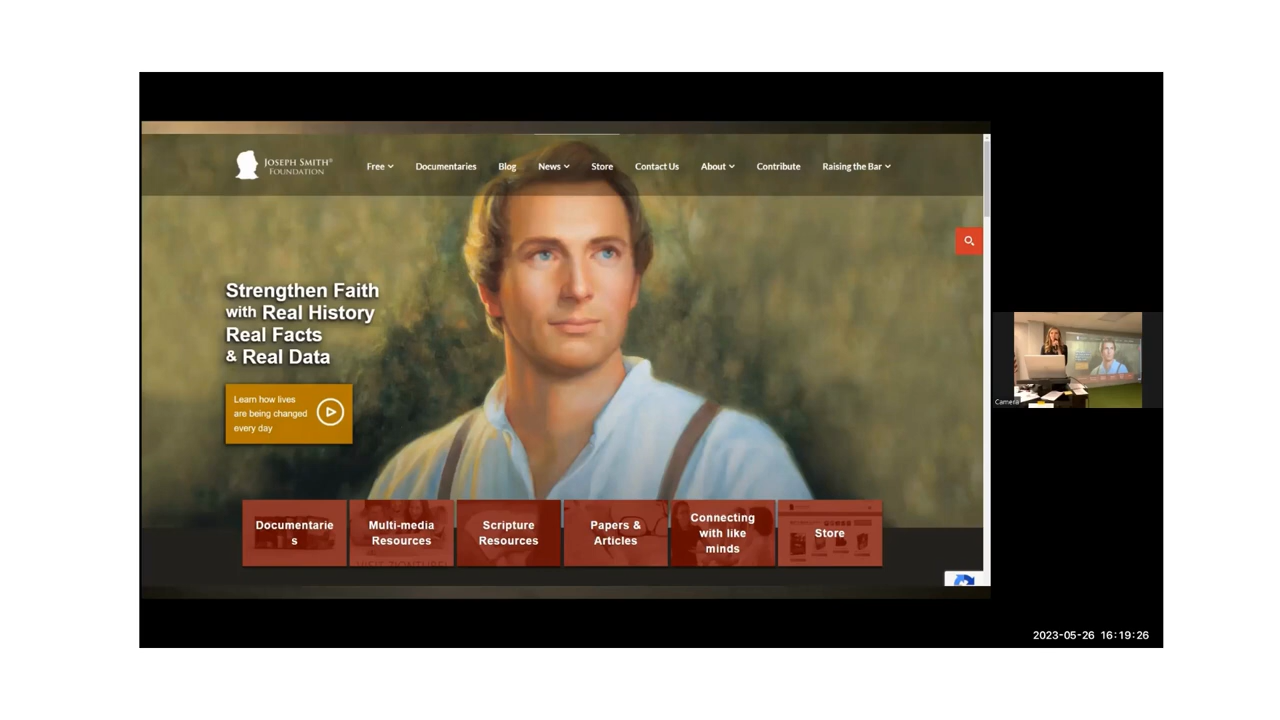 JOSEPH SMITH®
FOUNDATION
Free
Documentaries
Blog
News
Store
Contact Us
About
Contribute
Raising the Bar
Strengthen Faith
with Real History
Real Facts
& Real Data
Learn how lives
are being changed
every day
Documentarie
s
Multi-media
Resources
VISIT ZIONTUBE!
Scripture
Resources
Papers &
Articles
Connecting
with like
minds
Store
Camera
2023-05-26 16:19:26